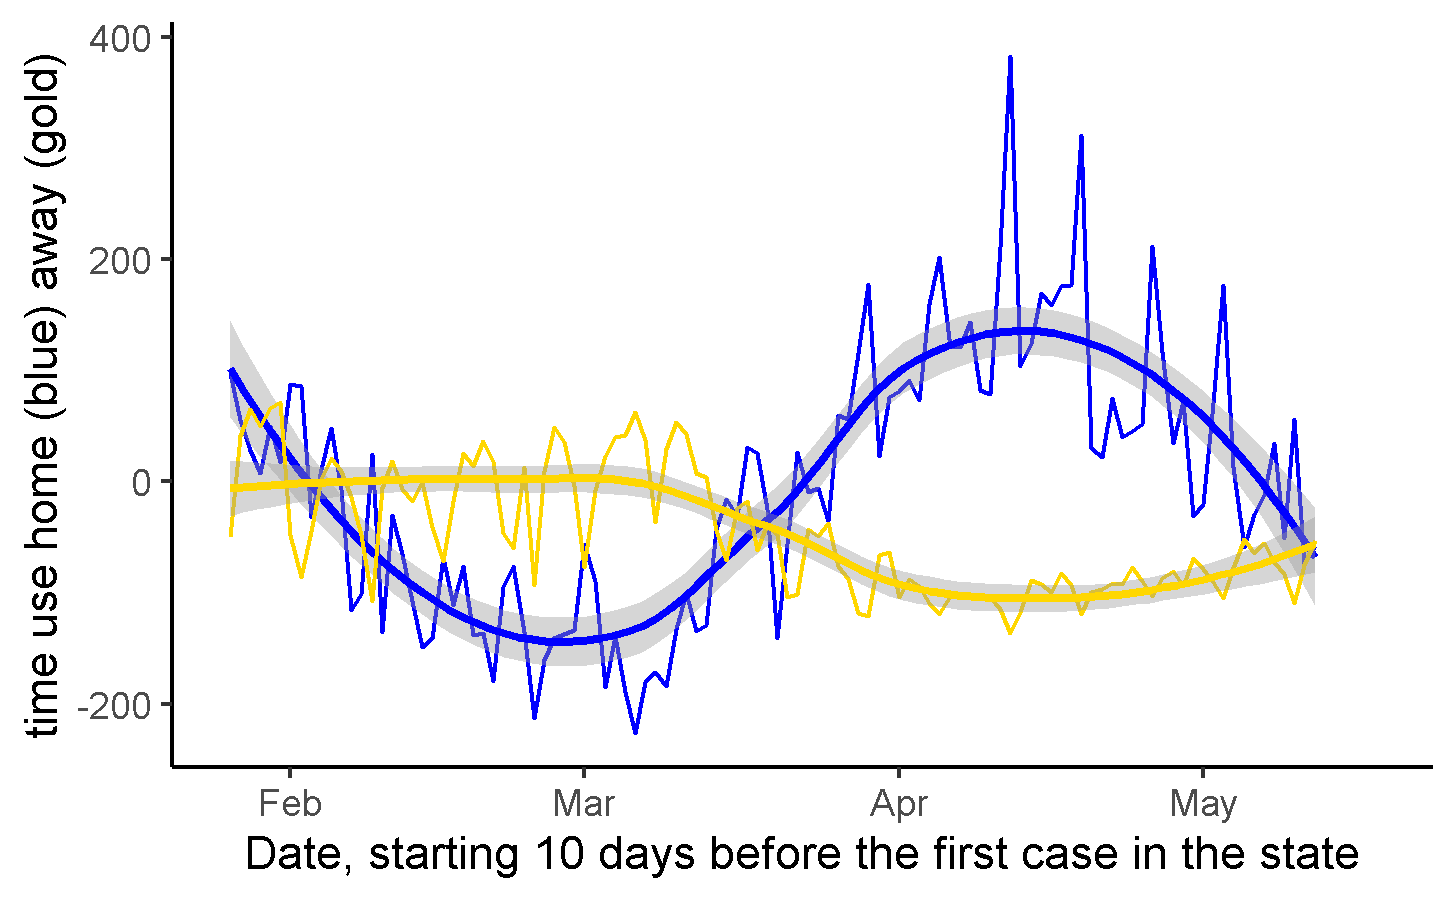 time use home (blue) away (gold)
400
200
0
-200
Feb Mar Apr May
Date, starting 10 days before the first case in the state